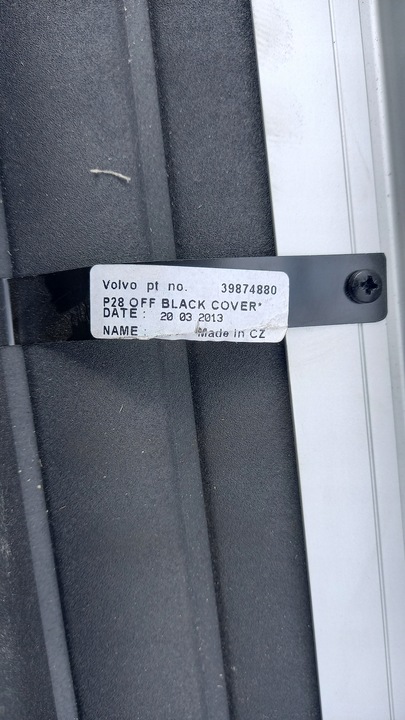 Volvo pt no. 39874880
P28 OFF BLACK COVER*
DATE : 20 03 2013
NAME : Made in CZ